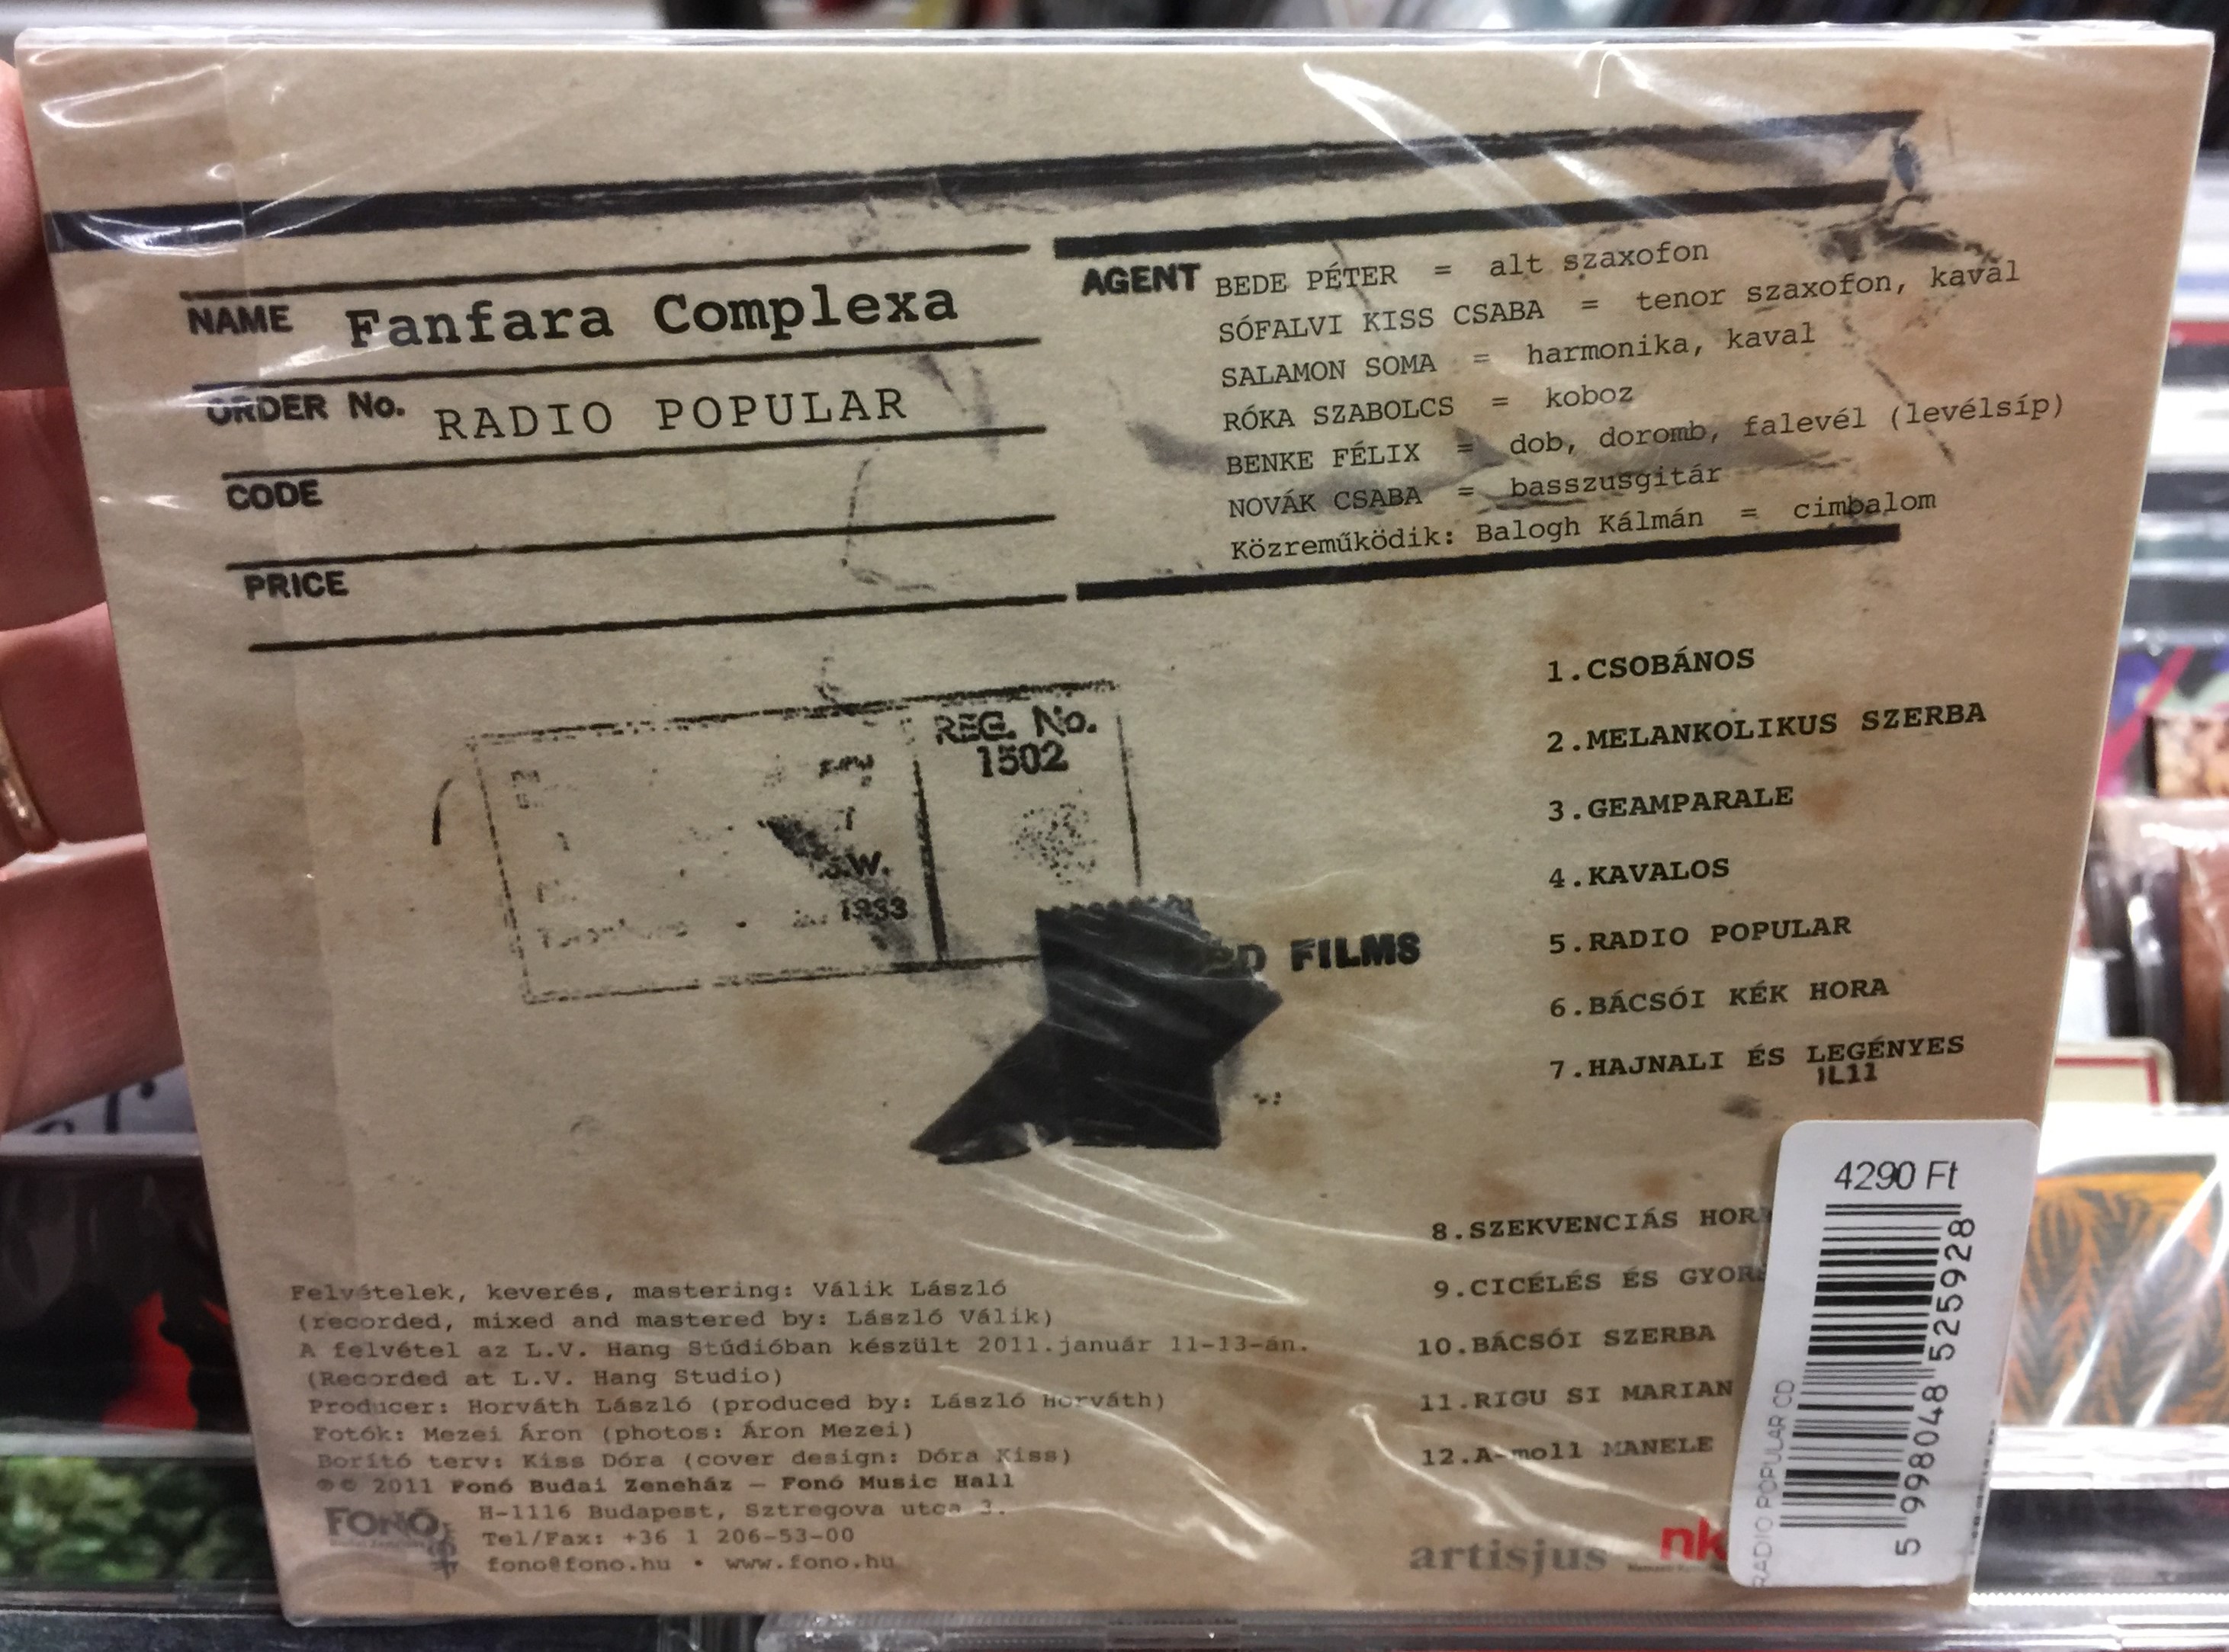 NAME Fanfara Complexa
ORDER No. RADIO POPULAR
CODE
PRICE
AGENT BEDE PÉTER = alt szaxofon
SÓFALVI KISS CSABA = tenor szaxofon, kavál
SALAMON SOMA = harmonika, kaval
RÓKA SZABOLCS = koboz
BENKE FÉLIX = dob, doromb, falevél (levélsíp)
NOVÁK CSABA = basszusgitár
Közreműködik: Balogh Kálmán = cimbalom
REG. No.
1502
.W.
1933
FILMS
1.CSOBÁNOS
2.MELANKOLIKUS SZERBA
3.GEAMPARALE
4.KAVALOS
5.RADIO POPULAR
6.BÁCSÓI KÉK HORA
7.HAJNALI ÉS LEGÉNYES
IL11
8.SZEKVENCIÁS
9.CICÉLÉS ÉS
10.BÁCSÓI SZERBA
11.RIGU SI MARIAN
12.A-moll MANELE
Felvételek, keverés, mastering: Válik László
(recorded, mixed and mastered by: László Válik)
A felvétel az L.V. Hang Stúdióban készült 2011.január 11-13-án.
(Recorded at L.V. Hang Studio)
Producer: Horváth László (produced by: László Horváth)
Fotók: Mezei Áron (photos: Áron Mezei)
Borító terv: Kiss Dóra (cover design: Dóra Kiss)
℗© 2011 Fonó Budai Zeneház – Fonó Music Hall
FONÓ
H-1116 Budapest, Sztregova utca 3.
Tel/Fax: +36 1 206-53-00
fono@fono.hu • www.fono.hu
artisjus
4290 Ft
5 998048 525928
RADIO POPULAR CD